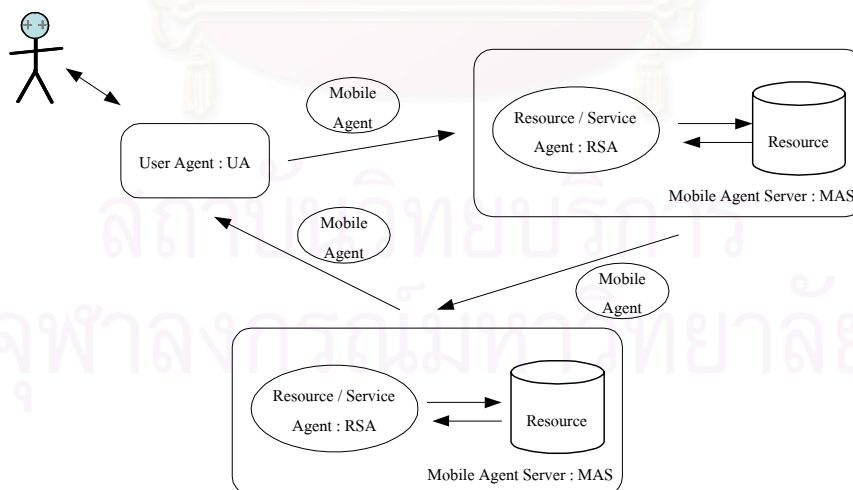 Mobile
Agent
Resource / Service
Agent : RSA
Resource
User Agent : UA
Mobile Agent Server : MAS
Mobile
Agent
Mobile
Agent
Resource / Service
Agent : RSA
Resource
Mobile Agent Server : MAS
สถาบันวิทยบริการ
จุฬาลงกรณ์มหาวิทยาลัย